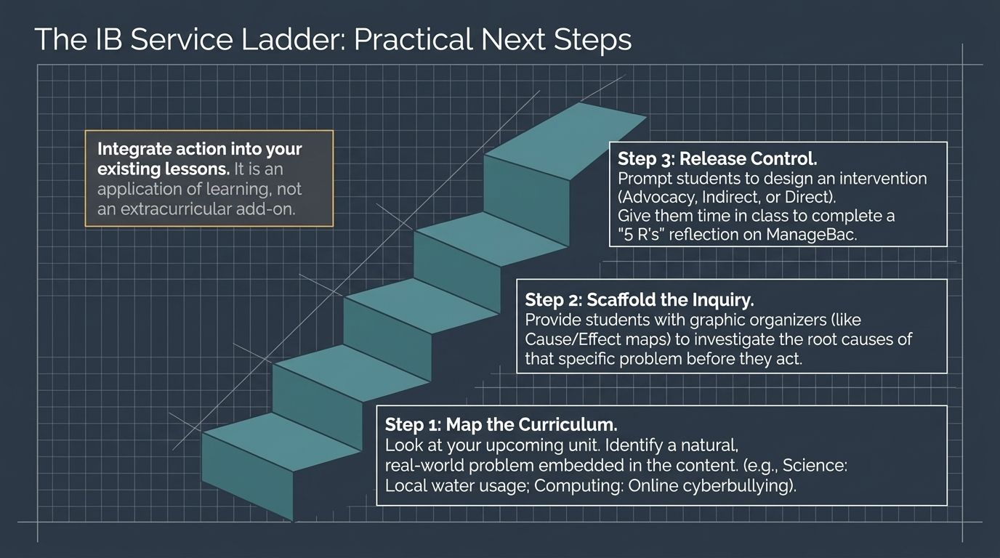 The IB Service Ladder: Practical Next Steps
Integrate action into your
existing lessons. It is an
application of learning, not
an extracurricular add-on.
Step 3: Release Control.
Prompt students to design an intervention
(Advocacy, Indirect, or Direct).
Give them time in class to complete a
"5 R's" reflection on ManageBac.
Step 2: Scaffold the Inquiry.
Provide students with graphic organizers (like
Cause/Effect maps) to investigate the root causes of
that specific problem before they act.
Step 1: Map the Curriculum.
Look at your upcoming unit. Identify a natural,
real-world problem embedded in the content. (e.g., Science:
Local water usage; Computing: Online cyberbullying).